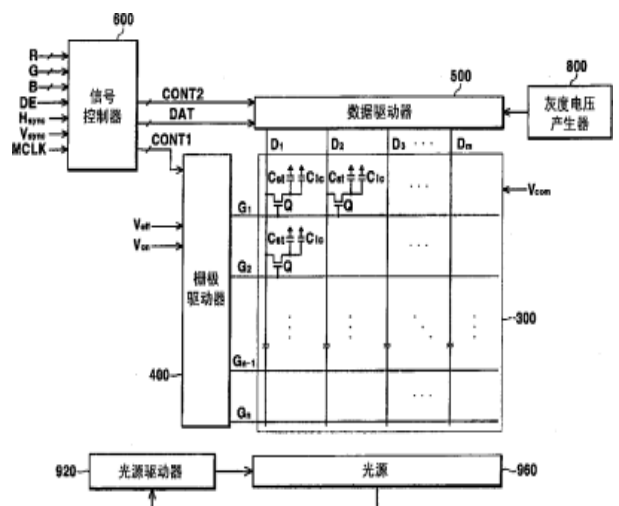 600
R
G
B
DE
Hsync
Vsync
MCLK
信号
控制器
CONT2
DAT
CONT1
500
数据驱动器
800
灰度电压
产生器
D1 D2 D3 ··· Dm
Vcom
Cst Clc Cst Clc
Q Q
G1
Voff
Von
Cst Clc
Q
G2
栅极
驱动器
300
400
Gn-1
Gn
920
光源驱动器
光源
960